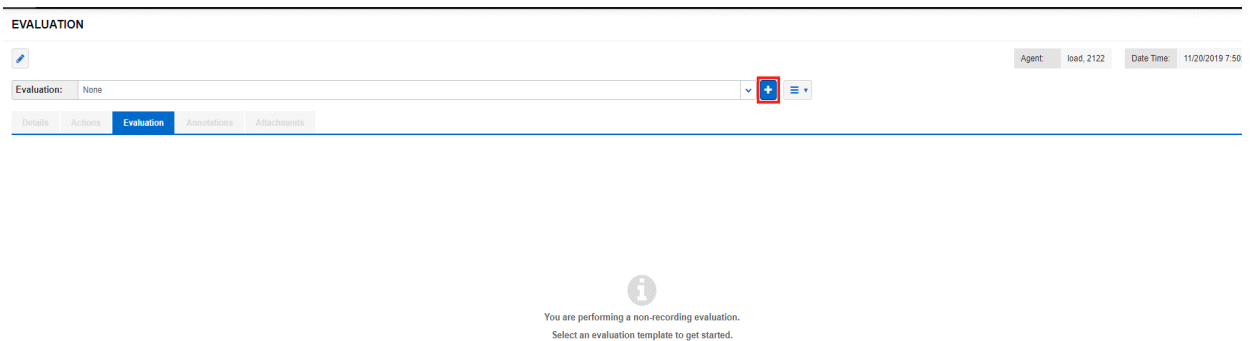 EVALUATION
Agent: load, 2122 Date Time: 11/20/2019 7:50:
Evaluation: None
Details Actions Evaluation Annotations Attachments
You are performing a non-recording evaluation.
Select an evaluation template to get started.